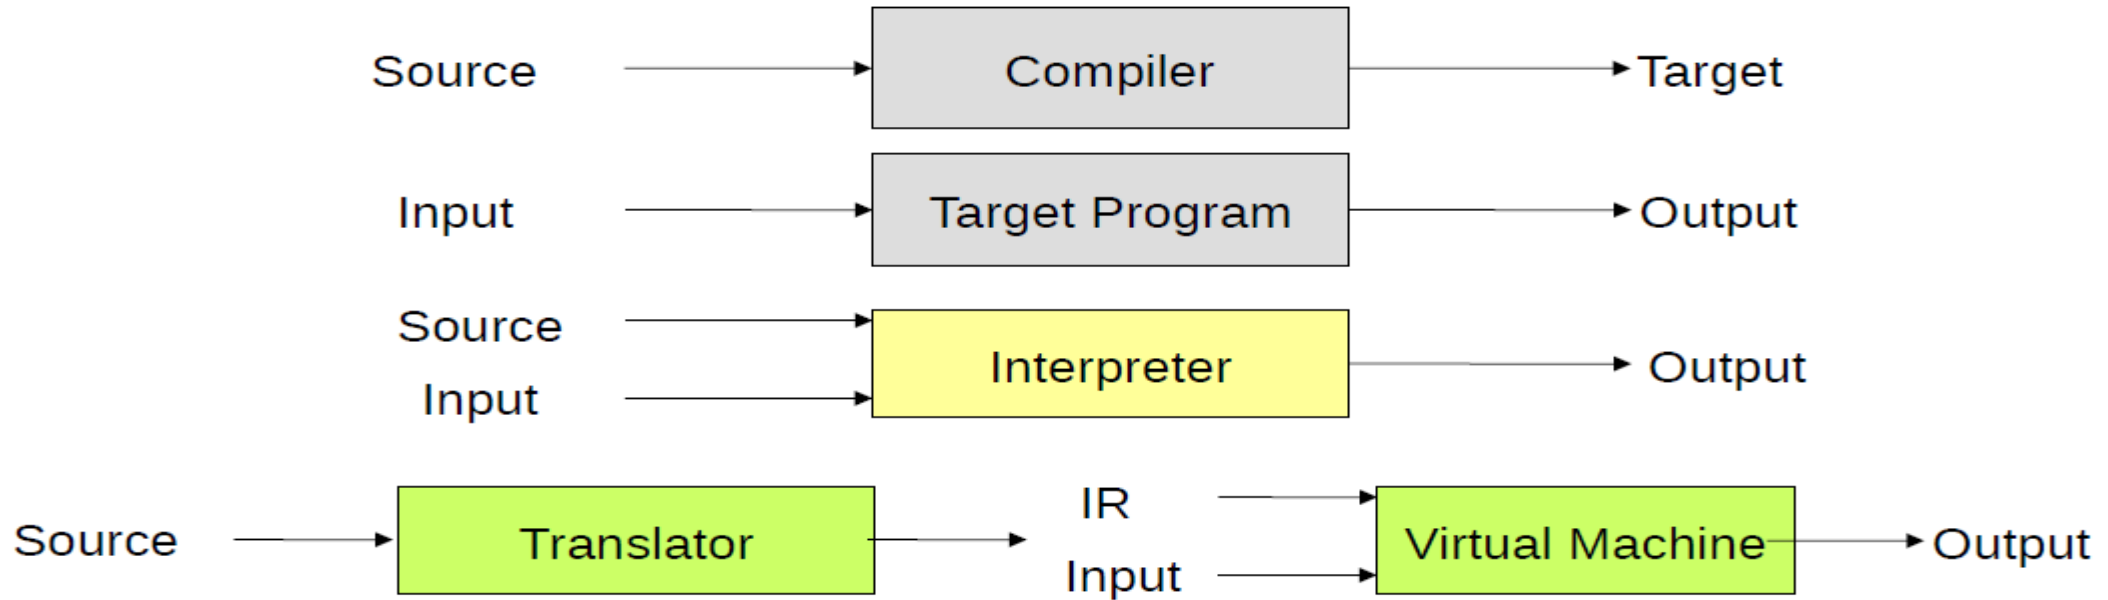 Source Compiler Target
Input Target Program Output
Source
Interpreter Output
Input
IR
Source Translator Virtual Machine Output
Input